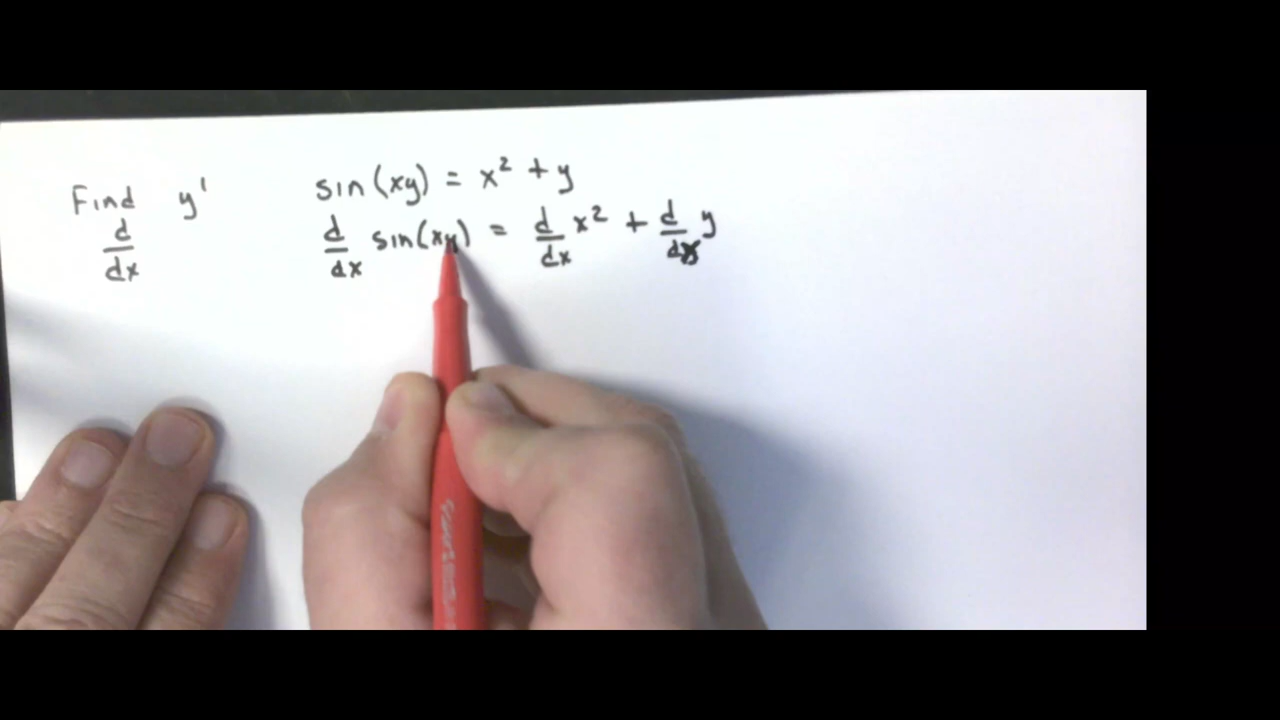 Find y' sin(xy) = x² + y
d/dx d/dx sin(xy) = d/dx x² + d/dx y